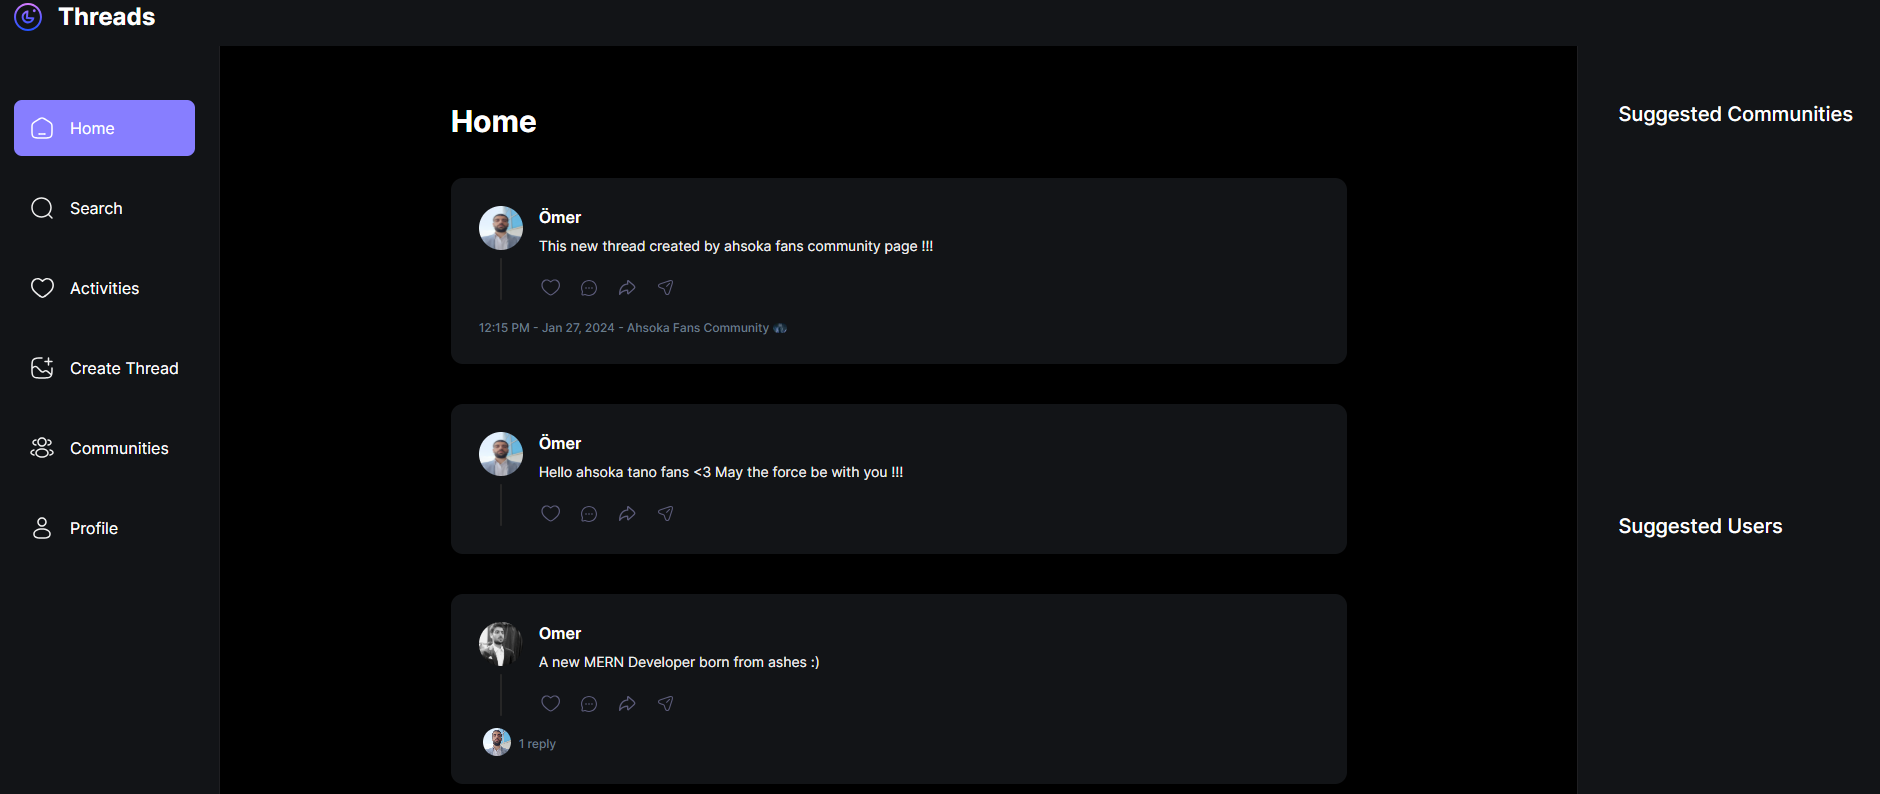 Threads
Home
Search
Activities
Create Thread
Communities
Profile
Home
Ömer
This new thread created by ahsoka fans community page !!!
12:15 PM - Jan 27, 2024 - Ahsoka Fans Community
Ömer
Hello ahsoka tano fans <3 May the force be with you !!!
Omer
A new MERN Developer born from ashes :)
1 reply
Suggested Communities
Suggested Users